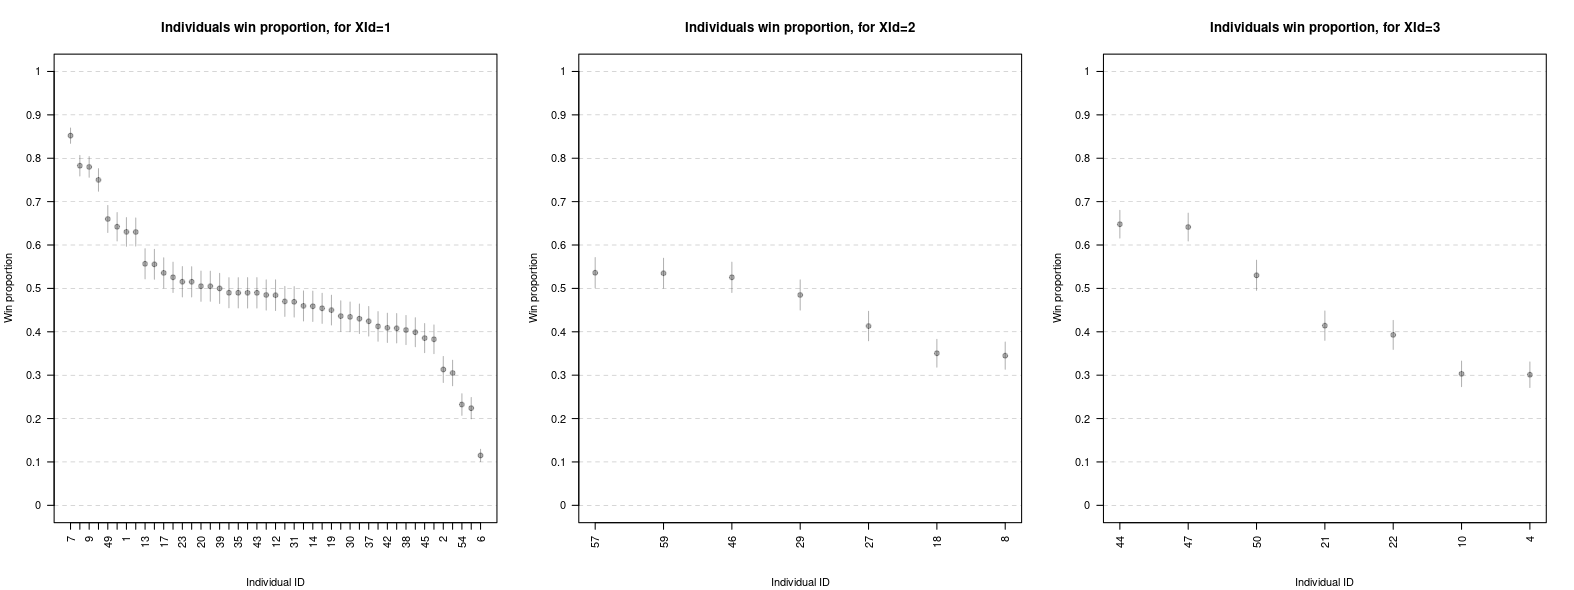 Individuals win proportion, for XId=1
Win proportion
1
0.9
0.8
0.7
0.6
0.5
0.4
0.3
0.2
0.1
0
7 9 49 1 13 17 23 20 39 35 43 12 31 14 19 30 37 42 38 45 2 54 6
Individual ID
Individuals win proportion, for XId=2
Win proportion
1
0.9
0.8
0.7
0.6
0.5
0.4
0.3
0.2
0.1
0
57 59 46 29 27 18 8
Individual ID
Individuals win proportion, for XId=3
Win proportion
1
0.9
0.8
0.7
0.6
0.5
0.4
0.3
0.2
0.1
0
44 47 50 21 22 10 4
Individual ID